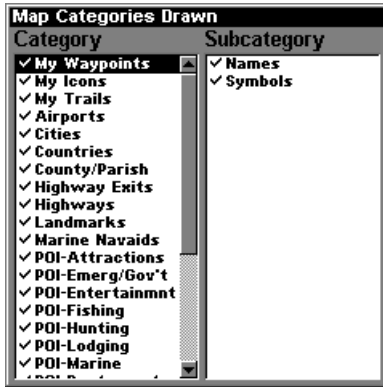 Map Categories Drawn
Category
Subcategory
My Waypoints
My Icons
My Trails
Airports
Cities
Countries
County/Parish
Highway Exits
Highways
Landmarks
Marine Navaids
POI-Attractions
POI-Emerg/Gov't
POI-Entertainmnt
POI-Fishing
POI-Hunting
POI-Lodging
POI-Marine
Names
Symbols